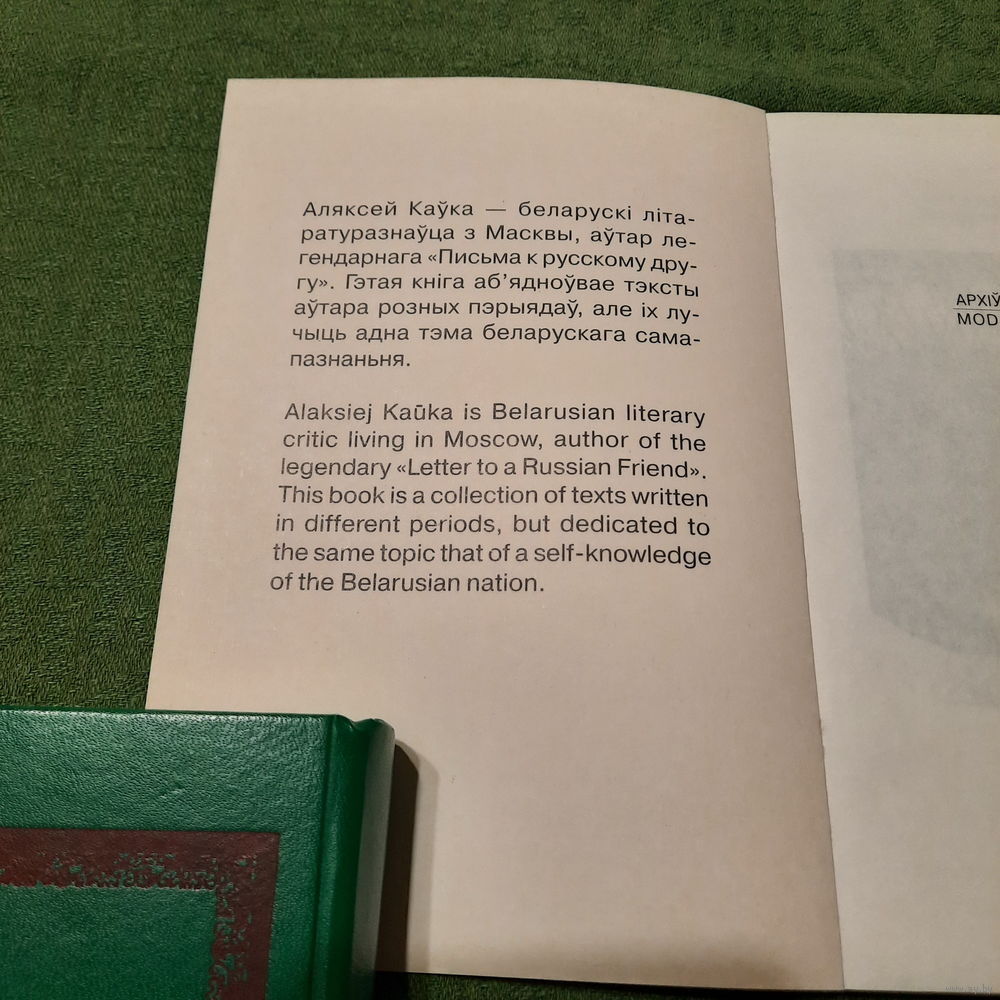 Аляксей Каўка — беларускі літа-
ратуразнаўца з Масквы, аўтар ле-
гендарнага «Письма к русскому дру-
гу». Гэтая кніга аб’ядноўвае тэксты
аўтара розных пэрыядаў, але іх лу-
чыць адна тэма беларускага сама-
пазнаньня.
Alaksiej Kaŭka is Belarusian literary
critic living in Moscow, author of the
legendary «Letter to a Russian Friend».
This book is a collection of texts written
in different periods, but dedicated to
the same topic that of a self-knowledge
of the Belarusian nation.
АРХІЎ
MOD
www.ay.by